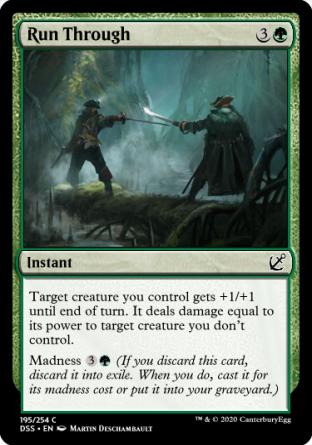 Run Through 3
Instant
Target creature you control gets +1/+1
until end of turn. It deals damage equal to
its power to target creature you don't
control.
Madness 3 (If you discard this card,
discard it into exile. When you do, cast it for
its madness cost or put it into your graveyard.)
195/254 C
DSS • EN Martin Deschambault
™ & © 2020 CanterburyEgg